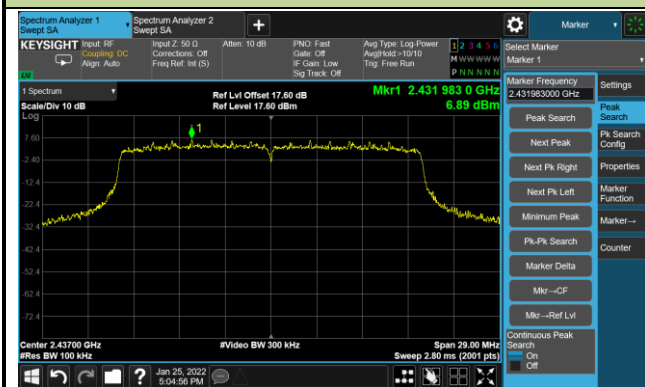 Spectrum Analyzer 1
Swept SA
Spectrum Analyzer 2
Swept SA
+
Marker
KEYSIGHT
Input: RF
Coupling: DC
Align: Auto
Input Z: 50 Ω
Corrections: Off
Freq Ref: Int (S)
Atten: 10 dB
PNO: Fast
Gate: Off
IF Gain: Low
Sig Track: Off
Avg Type: Log-Power
Avg|Hold:>10/10
Trig: Free Run
1 2 3 4 5 6
M W W W W W
P N N N N N
Select Marker
Marker 1
1 Spectrum
Scale/Div 10 dB
Log
Ref Lvl Offset 17.60 dB
Ref Level 17.60 dBm
Mkr1 2.431 983 0 GHz
6.89 dBm
1
7.60
-2.40
-12.4
-22.4
-32.4
-42.4
-52.4
-62.4
-72.4
Center 2.43700 GHz
#Res BW 100 kHz
#Video BW 300 kHz
Span 29.00 MHz
Sweep 2.80 ms (2001 pts)
Marker Frequency
2.431983000 GHz
Peak Search
Next Peak
Next Pk Right
Next Pk Left
Minimum Peak
Pk-Pk Search
Marker Delta
Mkr→CF
Mkr→Ref Lvl
Continuous Peak
Search
On
Off
Settings
Peak
Search
Pk Search
Config
Properties
Marker
Function
Marker→
Counter
?
Jan 25, 2022
5:04:56 PM